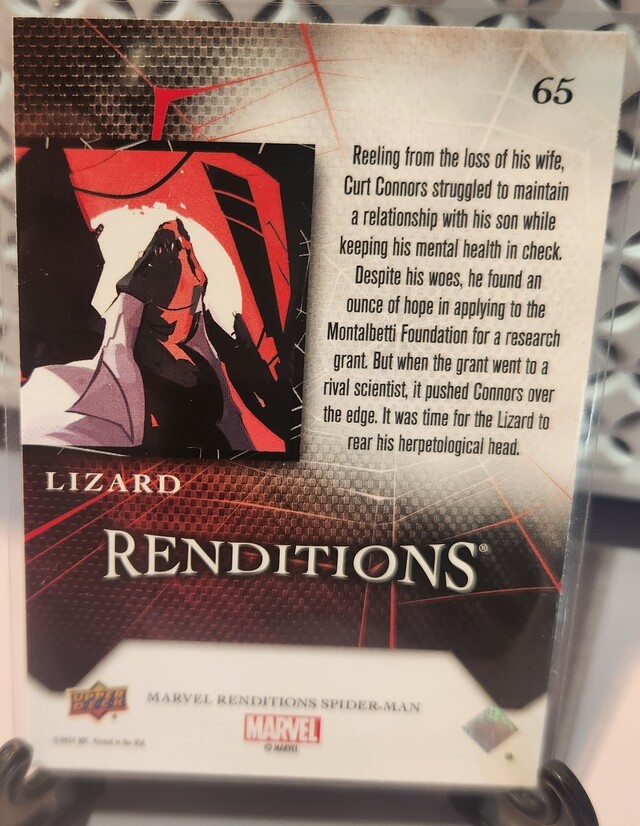 65
Reeling from the loss of his wife,
Curt Connors struggled to maintain
a relationship with his son while
keeping his mental health in check.
Despite his woes, he found an
ounce of hope in applying to the
Montalbetti Foundation for a research
grant. But when the grant went to a
rival scientist, it pushed Connors over
the edge. It was time for the Lizard to
rear his herpetological head.
LIZARD
RENDITIONS®
UPPER
DECK
MARVEL RENDITIONS SPIDER-MAN
MARVEL
© MARVEL
Printed in the USA.